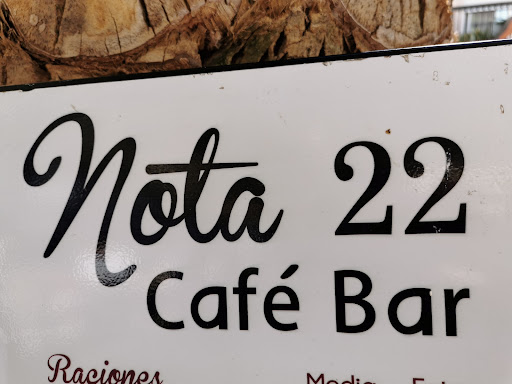 Nota 22
Café Bar
Raciones